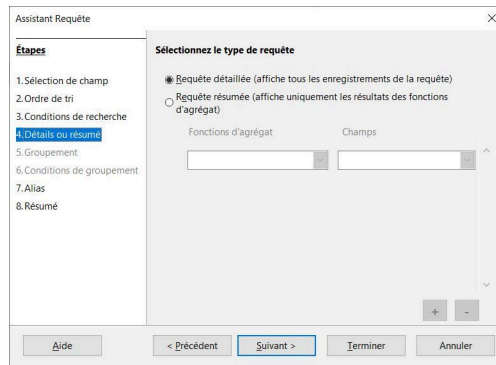 Assistant Requête
Étapes
1.Sélection de champ
2.Ordre de tri
3.Conditions de recherche
4.Détails ou résumé
5.Groupement
6.Conditions de groupement
7.Alias
8.Résumé
Sélectionnez le type de requête
Requête détaillée (affiche tous les enregistrements de la requête)
Requête résumée (affiche uniquement les résultats des fonctions
d'agrégat)
Fonctions d'agrégat Champs
+ -
Aide < Précédent Suivant > Terminer Annuler